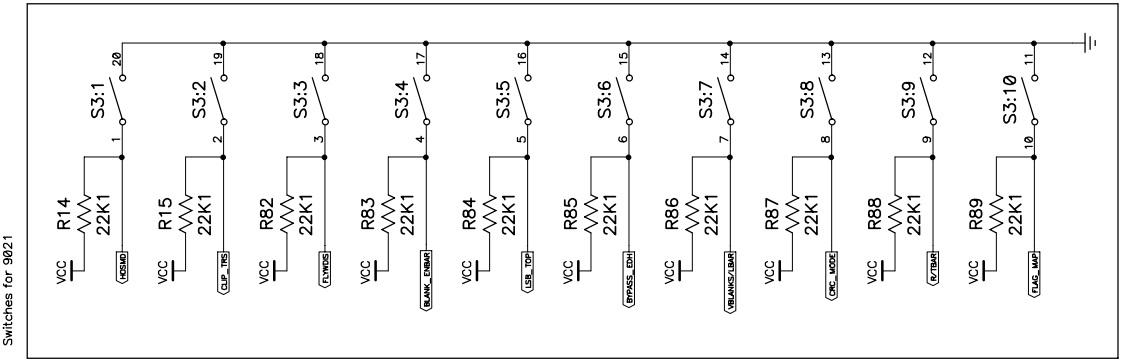 Switches for 9021
S3:1
20
1
R14
22K1
VCC
HOSMD
S3:2
19
2
R15
22K1
VCC
CLIP_TRS
S3:3
18
3
R82
22K1
VCC
FLYWDIS
S3:4
17
4
R83
22K1
VCC
BLANK_ENBAR
S3:5
16
5
R84
22K1
VCC
LSB_TOP
S3:6
15
6
R85
22K1
VCC
BYPASS_EDH
S3:7
14
7
R86
22K1
VCC
VBLANKS/LBAR
S3:8
13
8
R87
22K1
VCC
CRC_MODE
S3:9
12
9
R88
22K1
VCC
R/TBAR
S3:10
11
10
R89
22K1
VCC
FLAG_MAP